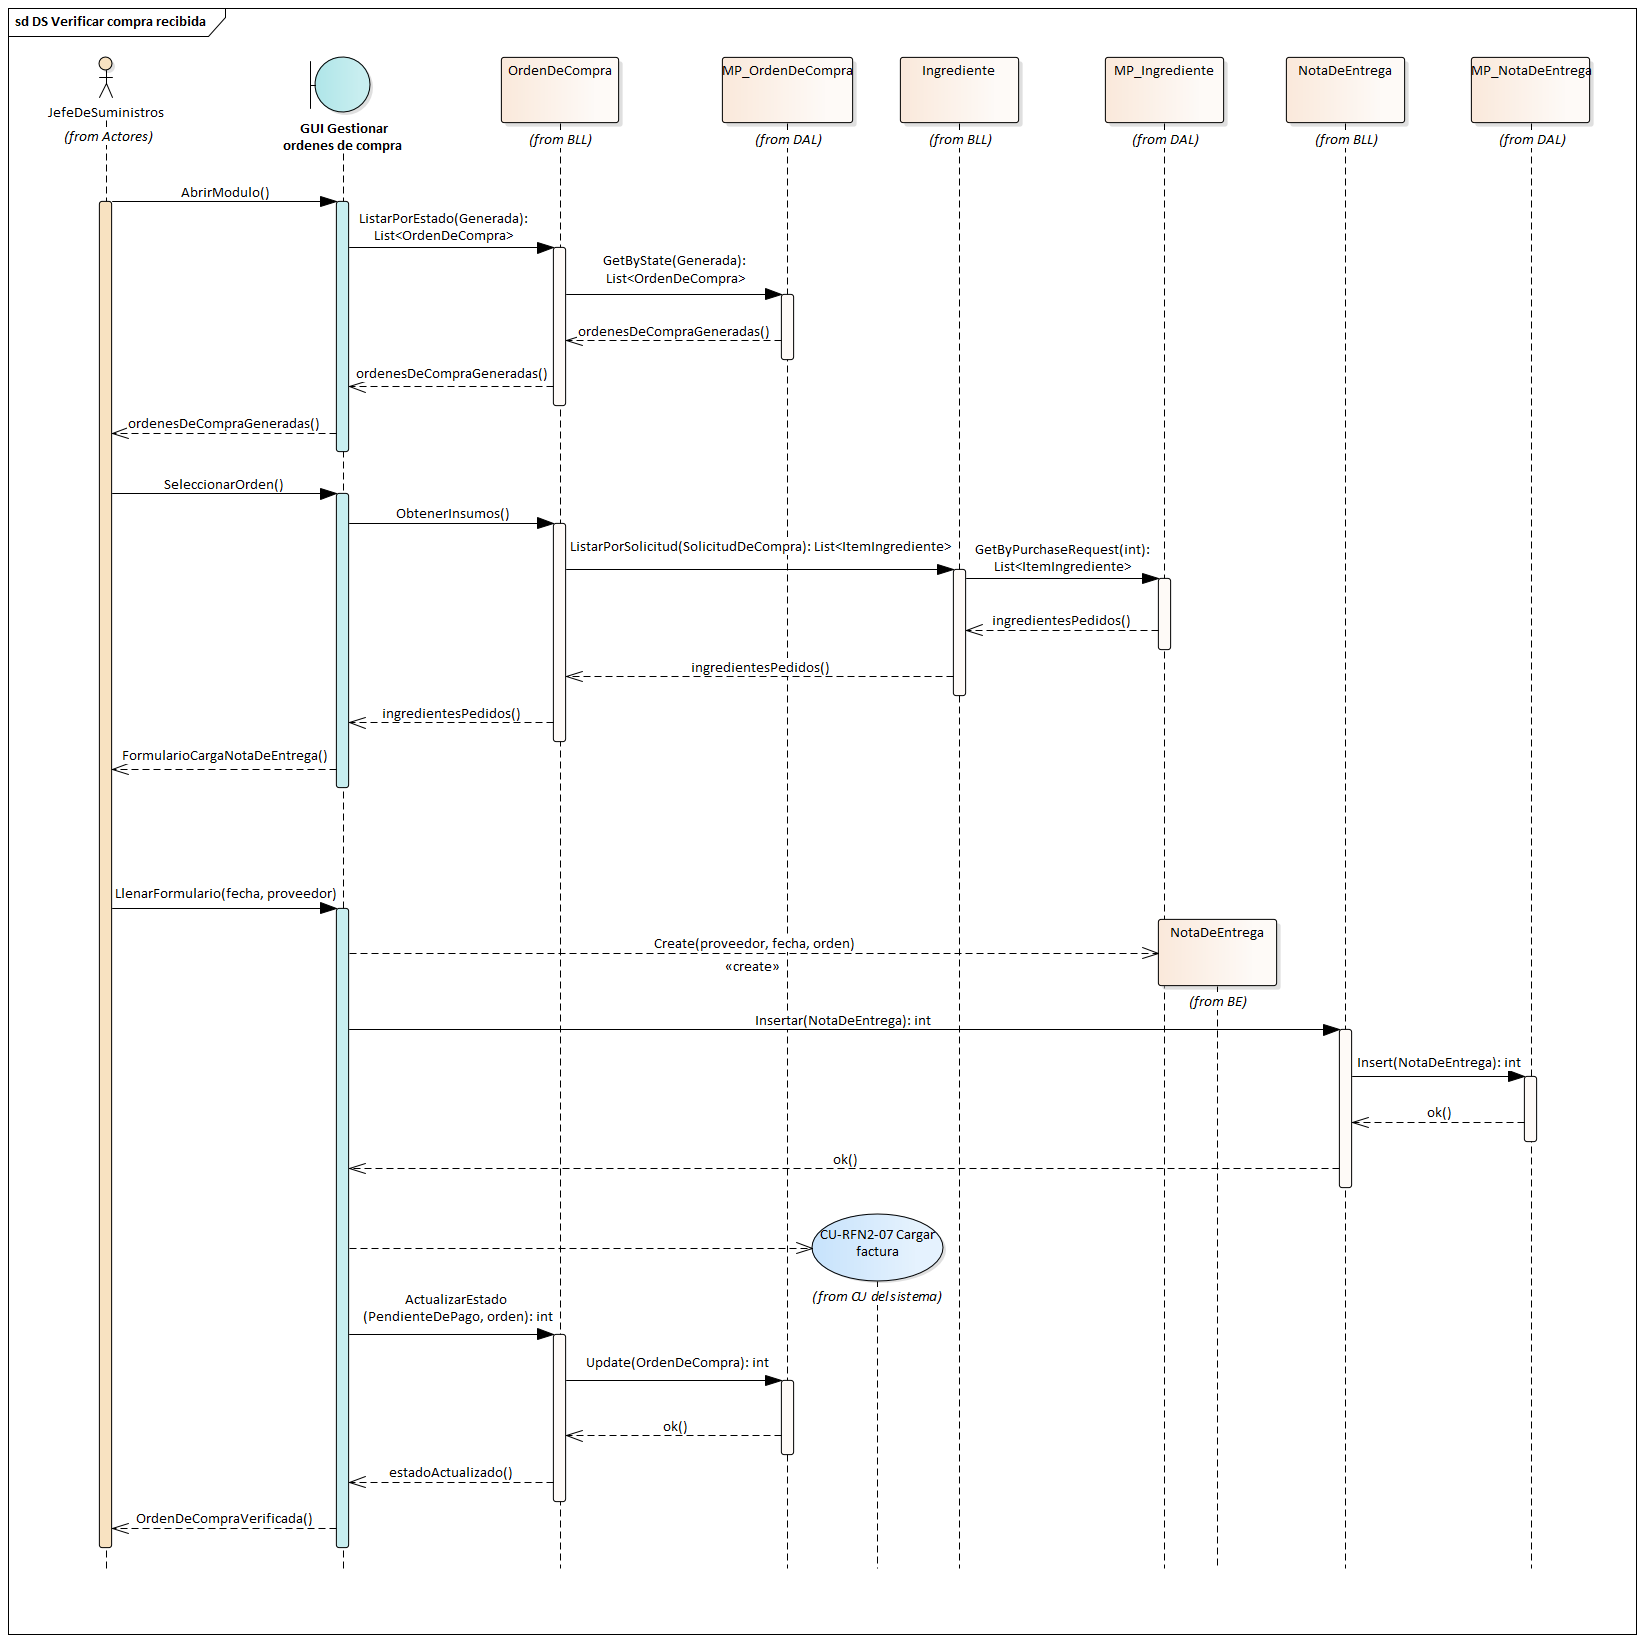 sd DS Verificar compra recibida
JefeDeSuministros
(from Actores)
GUI Gestionar
ordenes de compra
OrdenDeCompra
(from BLL)
MP_OrdenDeCompra
(from DAL)
Ingrediente
(from BLL)
MP_Ingrediente
(from DAL)
NotaDeEntrega
(from BLL)
MP_NotaDeEntrega
(from DAL)
AbrirModulo()
ListarPorEstado(Generada):
List<OrdenDeCompra>
GetByState(Generada):
List<OrdenDeCompra>
ordenesDeCompraGeneradas()
ordenesDeCompraGeneradas()
ordenesDeCompraGeneradas()
SeleccionarOrden()
ObtenerInsumos()
ListarPorSolicitud(SolicitudDeCompra): List<ItemIngrediente>
GetByPurchaseRequest(int):
List<ItemIngrediente>
ingredientesPedidos()
ingredientesPedidos()
ingredientesPedidos()
FormularioCargaNotaDeEntrega()
LlenarFormulario(fecha, proveedor)
Create(proveedor, fecha, orden)
«create»
NotaDeEntrega
(from BE)
Insertar(NotaDeEntrega): int
Insert(NotaDeEntrega): int
ok()
ok()
CU-RFN2-07 Cargar
factura
(from CU del sistema)
ActualizarEstado
(PendienteDePago, orden): int
Update(OrdenDeCompra): int
ok()
estadoActualizado()
OrdenDeCompraVerificada()